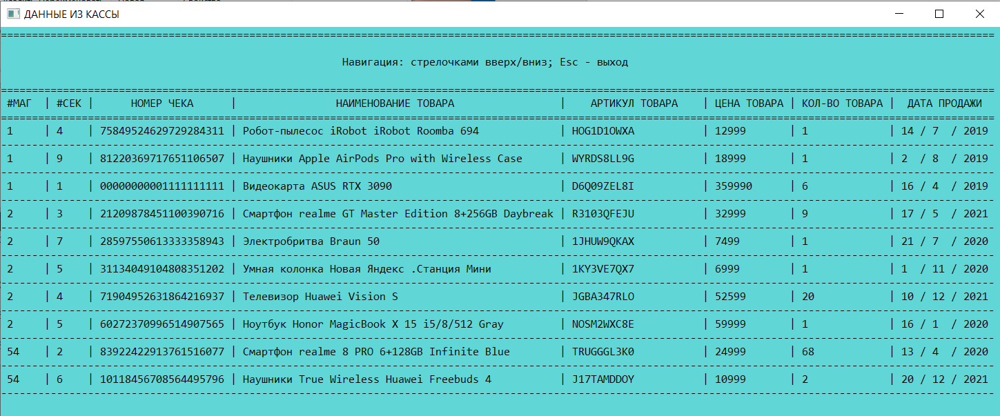 ДАННЫЕ ИЗ КАССЫ
Навигация: стрелочками вверх/вниз; Esc - выход
#МАГ | #СЕК | НОМЕР ЧЕКА | НАИМЕНОВАНИЕ ТОВАРА | АРТИКУЛ ТОВАРА | ЦЕНА ТОВАРА | КОЛ-ВО ТОВАРА | ДАТА ПРОДАЖИ
1 | 4 | 75849524629729284311 | Робот-пылесос iRobot iRobot Roomba 694 | HOG1D1OWXA | 12999 | 1 | 14 / 7 / 2019
1 | 9 | 81220369717651106507 | Наушники Apple AirPods Pro with Wireless Case | WYRDS8LL9G | 18999 | 1 | 2 / 8 / 2019
1 | 1 | 00000000001111111111 | Видеокарта ASUS RTX 3090 | D6Q09ZEL8I | 359990 | 6 | 16 / 4 / 2019
2 | 3 | 21209878451100390716 | Смартфон realme GT Master Edition 8+256GB Daybreak | R3103QFEJU | 32999 | 9 | 17 / 5 / 2021
2 | 7 | 28597550613333358943 | Электробритва Braun 50 | 1JHUW9QKAX | 7499 | 1 | 21 / 7 / 2020
2 | 5 | 31134049104808351202 | Умная колонка Новая Яндекс .Станция Мини | 1KY3VE7QX7 | 6999 | 1 | 1 / 11 / 2020
2 | 4 | 71904952631864216937 | Телевизор Huawei Vision S | JGBA347RLO | 52599 | 20 | 10 / 12 / 2021
2 | 5 | 60272370996514907565 | Ноутбук Honor MagicBook X 15 i5/8/512 Gray | NOSM2WXC8E | 59999 | 1 | 16 / 1 / 2020
54 | 2 | 83922422913761516077 | Смартфон realme 8 PRO 6+128GB Infinite Blue | TRUGGGL3K0 | 24999 | 68 | 13 / 4 / 2020
54 | 6 | 10118456708564495796 | Наушники True Wireless Huawei Freebuds 4 | J17TAMDDOY | 10999 | 2 | 20 / 12 / 2021